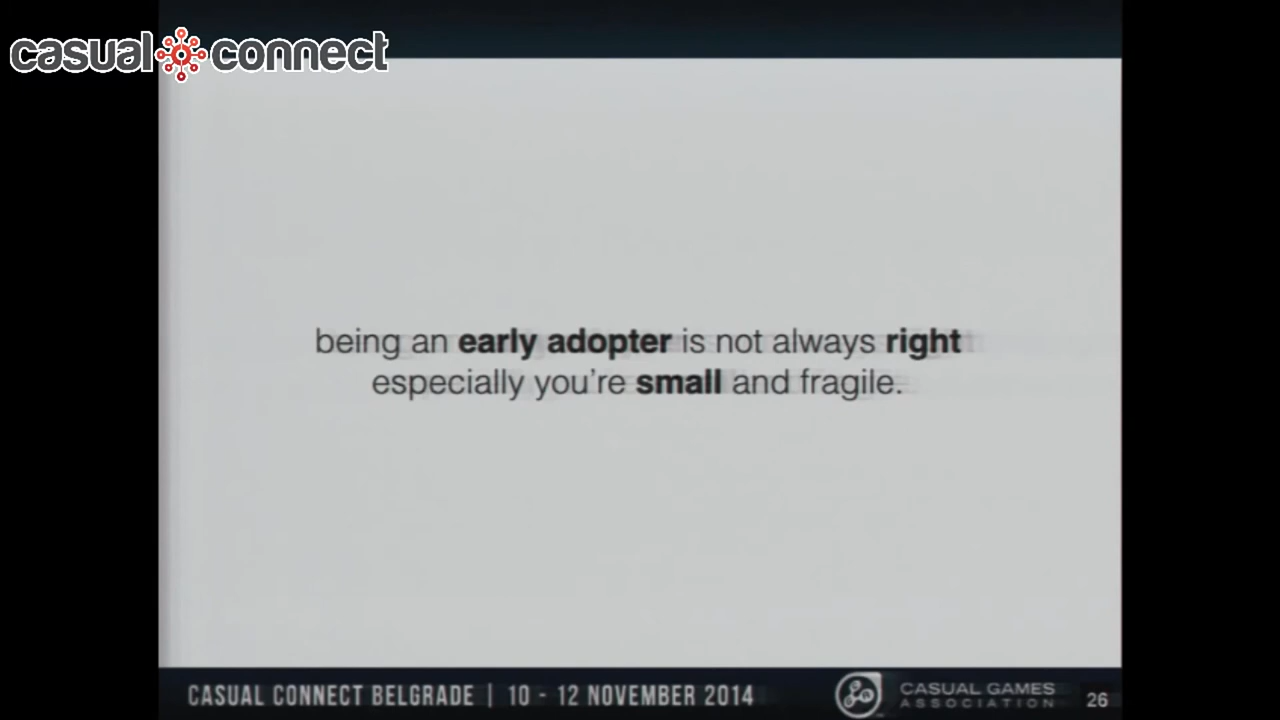 casual connect
being an early adopter is not always right
especially you're small and fragile.
CASUAL CONNECT BELGRADE | 10 - 12 NOVEMBER 2014
CASUAL GAMES
ASSOCIATION
26